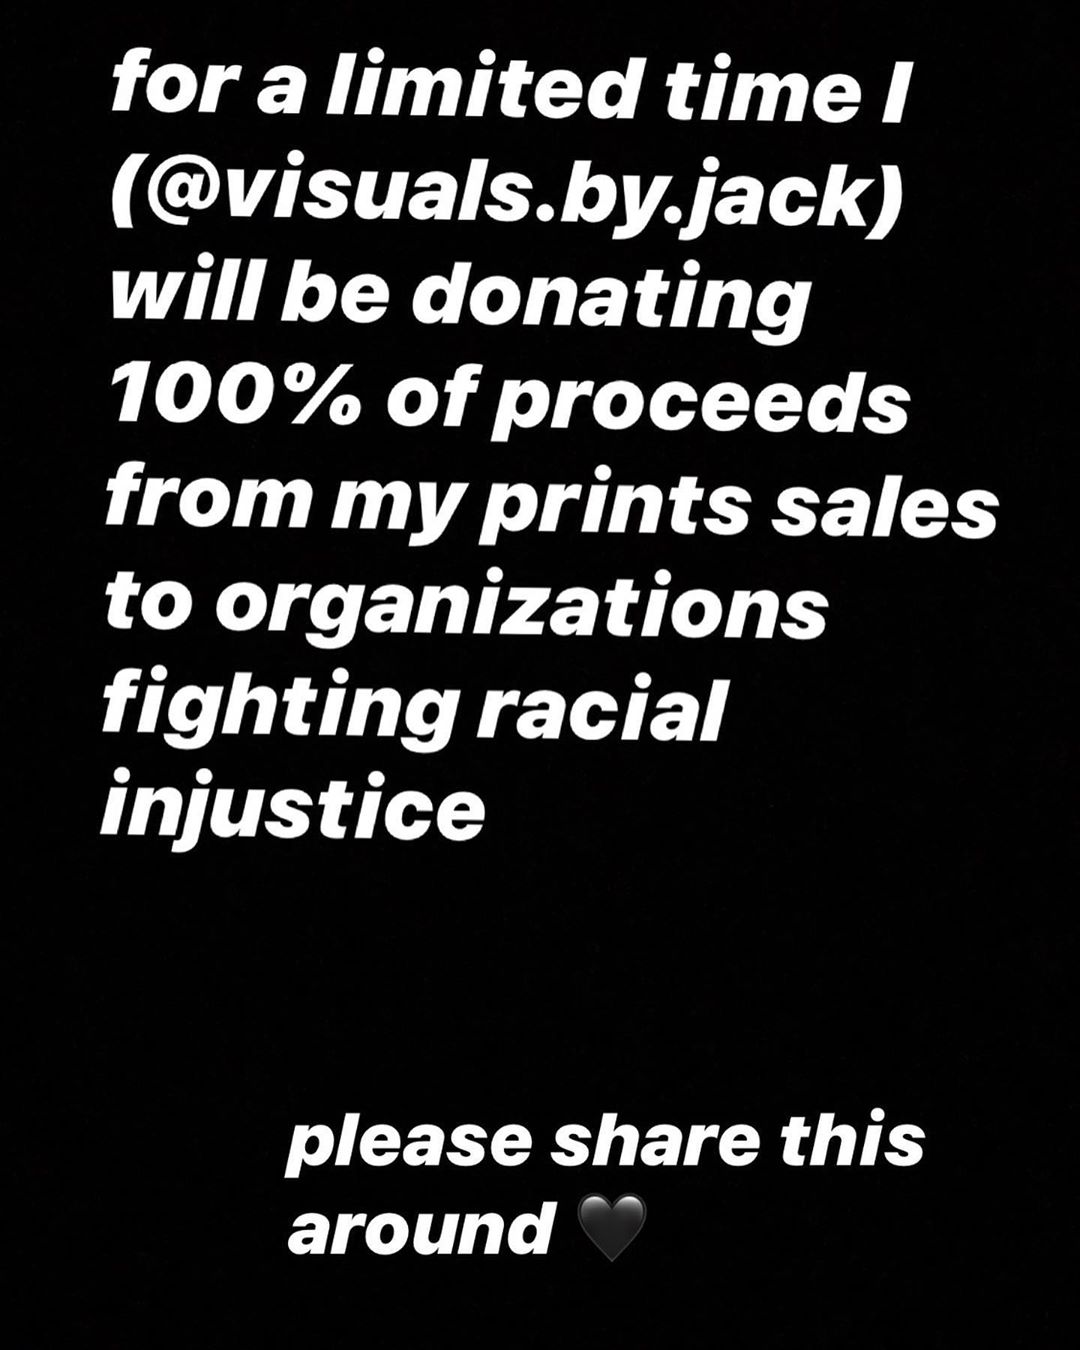 for a limited time I
(@visuals.by.jack)
will be donating
100% of proceeds
from my prints sales
to organizations
fighting racial
injustice
please share this
around 🖤